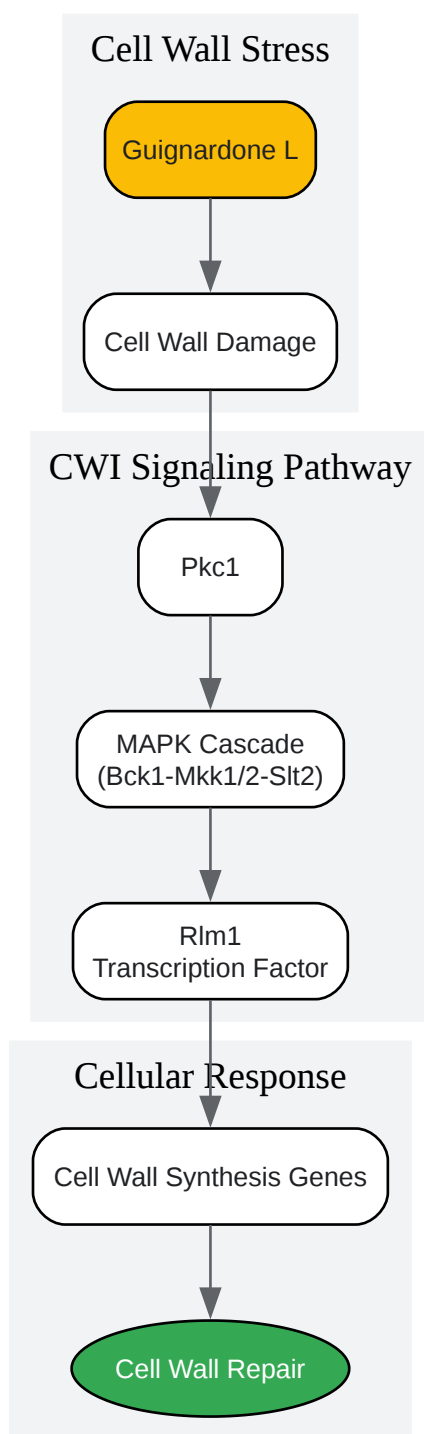 Cell Wall Stress
Guignardone L
Cell Wall Damage
CWI Signaling Pathway
Pkc1
MAPK Cascade
(Bck1-Mkk1/2-Slt2)
Rlm1
Transcription Factor
Cellular Response
Cell Wall Synthesis Genes
Cell Wall Repair